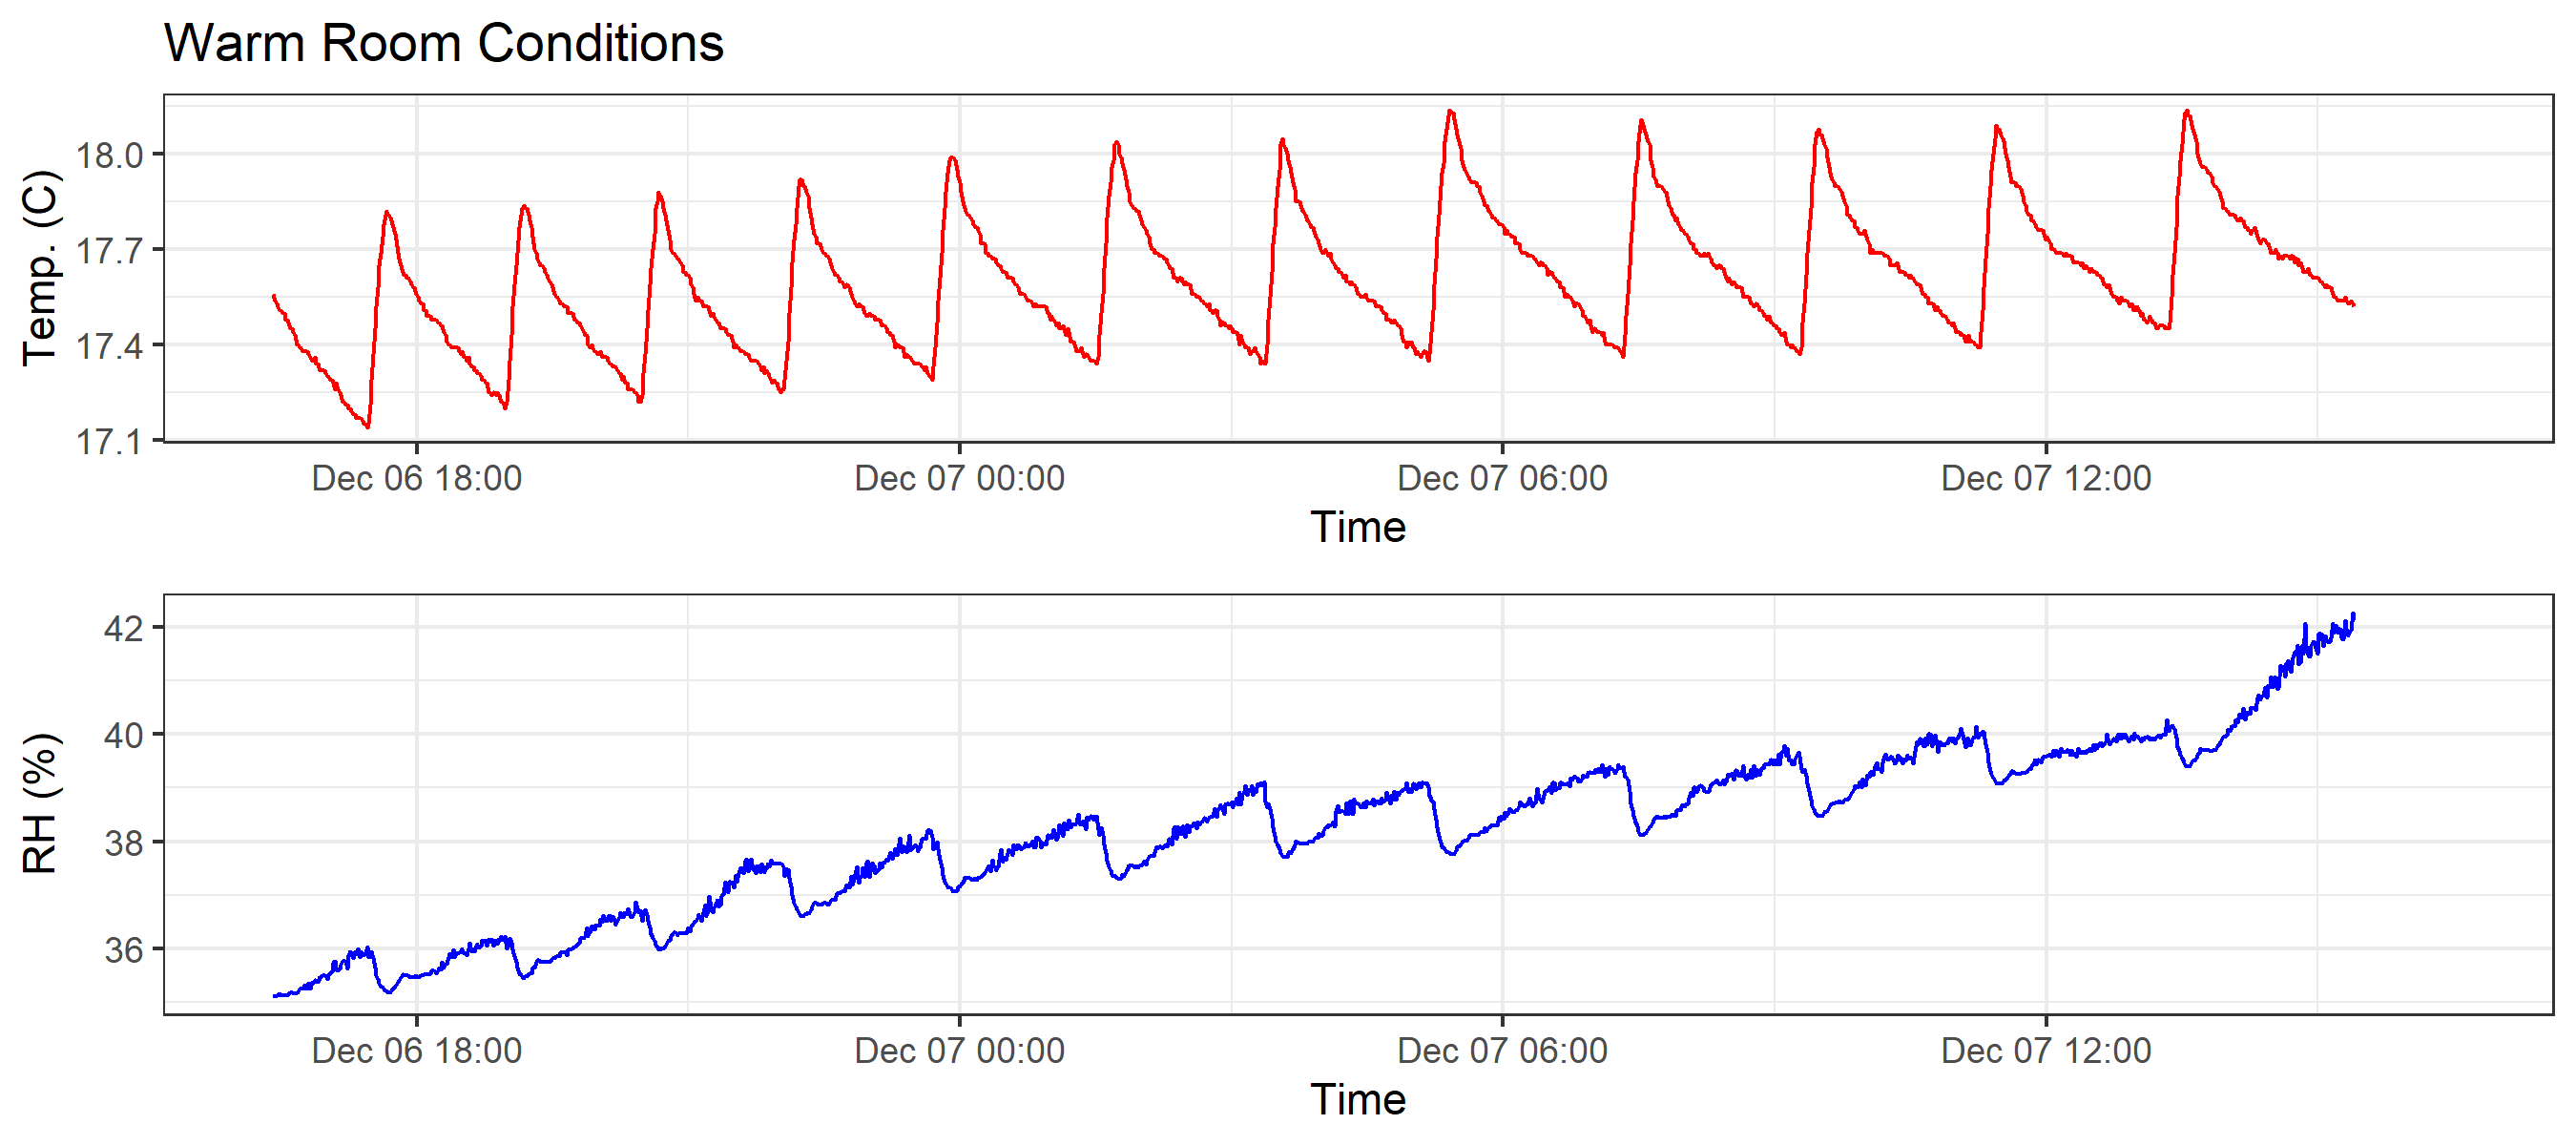 Warm Room Conditions
Temp. (C)
18.0
17.7
17.4
17.1
Dec 06 18:00 Dec 07 00:00 Dec 07 06:00 Dec 07 12:00
Time
RH (%)
42
40
38
36
Dec 06 18:00 Dec 07 00:00 Dec 07 06:00 Dec 07 12:00
Time